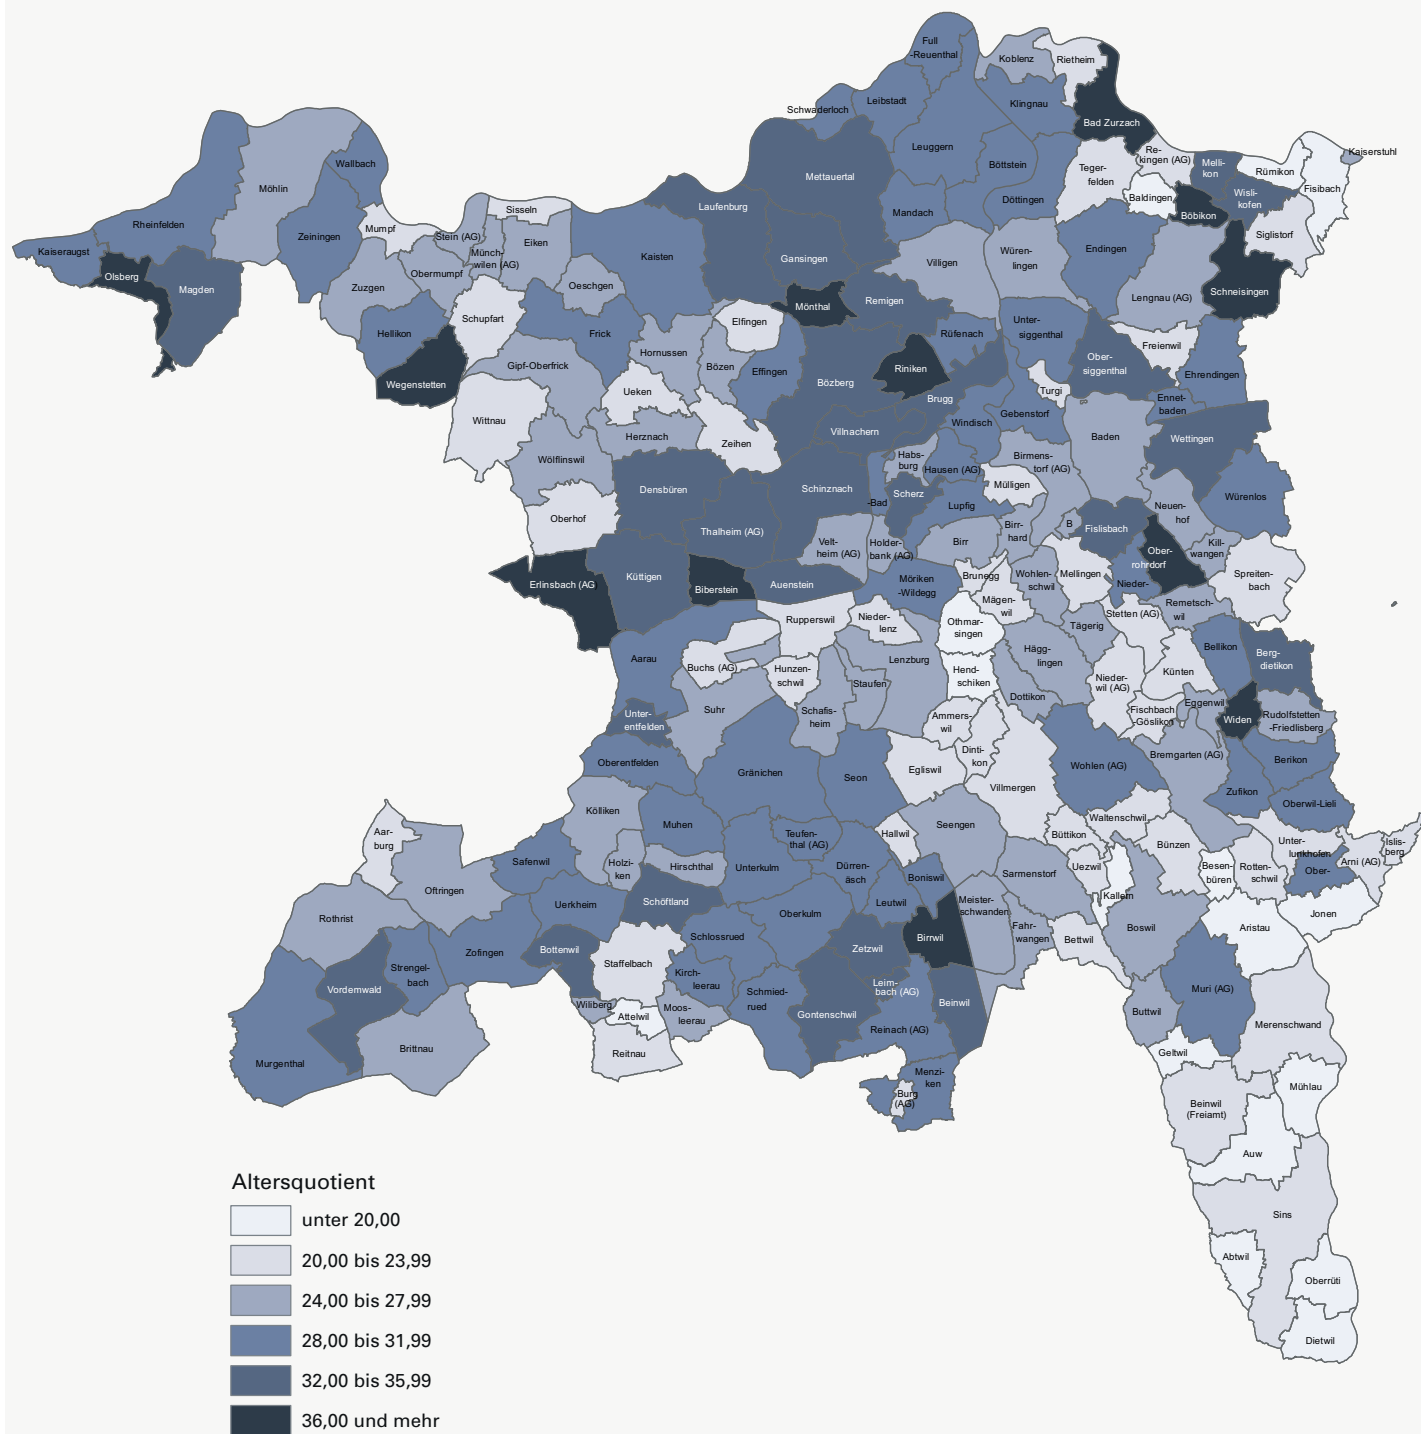 Full
-Reuenthal
Koblenz
Rietheim
Schwaderloch
Leibstadt
Klingnau
Bad Zurzach
Leuggern
Böttstein
Re-
kingen (AG)
Melli-
kon
Rümikon
Kaiserstuhl
Wallbach
Möhlin
Mettauertal
Teger-
felden
Baldingen
Wisli-
kofen
Fisibach
Döttingen
Mandach
Böbikon
Siglistorf
Laufenburg
Sisseln
Rheinfelden
Zeiningen
Mumpf
Stein (AG)
Eiken
Münch-
wilen (AG)
Kaiseraugst
Olsberg
Magden
Obermumpf
Zuzgen
Oeschgen
Kaisten
Gansingen
Villigen
Würen-
lingen
Endingen
Lengnau (AG)
Schneisingen
Mönthal
Remigen
Schupfart
Hellikon
Frick
Elfingen
Rüfenach
Unter-
siggenthal
Freienwil
Ober-
siggenthal
Ehrendingen
Wegenstetten
Gipf-Oberfrick
Hornussen
Bözen
Effingen
Bözberg
Riniken
Brugg
Turgi
Ennet-
baden
Ueken
Wittnau
Herznach
Zeihen
Villnachern
Windisch
Gebenstorf
Baden
Wettingen
Wölflinswil
Habs-
burg
Hausen (AG)
Birmens-
torf (AG)
Densbüren
Schinznach
-Bad
Scherz
Mülligen
Lupfig
Neuen-
hof
Würenlos
Oberhof
Thalheim (AG)
Velt-
heim (AG)
Holder-
bank (AG)
Birr
Birr-
hard
B
Fislisbach
Ober-
rohrdorf
Kill-
wangen
Spreiten-
bach
Erlinsbach (AG)
Küttigen
Biberstein
Auenstein
Möriken
-Wildegg
Brunegg
Mägen-
wil
Wohlen-
schwil
Mellingen
Nieder-
Remetsch-
wil
Stetten (AG)
Tägerig
Rupperswil
Nieder-
lenz
Othmar-
singen
Bellikon
Berg-
dietikon
Aarau
Buchs (AG)
Hunzen-
schwil
Lenzburg
Staufen
Hend-
schiken
Hägg-
lingen
Dottikon
Nieder-
wil (AG)
Künten
Eggenwil
Fischbach
-Göslikon
Widen
Rudolfstetten
-Friedlisberg
Unter-
entfelden
Suhr
Schafis-
heim
Ammers-
wil
Dinti-
kon
Bremgarten (AG)
Berikon
Oberentfelden
Gränichen
Seon
Egliswil
Villmergen
Wohlen (AG)
Zufikon
Oberwil-Lieli
Kölliken
Muhen
Teufen-
thal (AG)
Hallwil
Seengen
Büttikon
Waltenschwil
Bünzen
Unter-
lunkhofen
Ober-
Arni (AG)
Islis-
berg
Aar-
burg
Safenwil
Holzi-
ken
Hirschthal
Unterkulm
Dürren-
äsch
Boniswil
Sarmenstorf
Uezwil
Kallern
Besen-
büren
Rotten-
schwil
Jonen
Oftringen
Rothrist
Uerkheim
Schöftland
Oberkulm
Leutwil
Meister-
schwanden
Fahr-
wangen
Bettwil
Boswil
Aristau
Birrwil
Zofingen
Bottenwil
Schlossrued
Zetzwil
Staffelbach
Strengel-
bach
Vordemwald
Kirch-
leerau
Schmied-
rued
Leim-
bach (AG)
Beinwil
Muri (AG)
Buttwil
Merenschwand
Wiliberg
Attelwil
Moos-
leerau
Gontenschwil
Reinach (AG)
Murgenthal
Brittnau
Reitnau
Menzi-
ken
Burg
(AG)
Geltwil
Mühlau
Beinwil
(Freiamt)
Auw
Sins
Abtwil
Oberrüti
Dietwil
Altersquotient
unter 20,00
20,00 bis 23,99
24,00 bis 27,99
28,00 bis 31,99
32,00 bis 35,99
36,00 und mehr